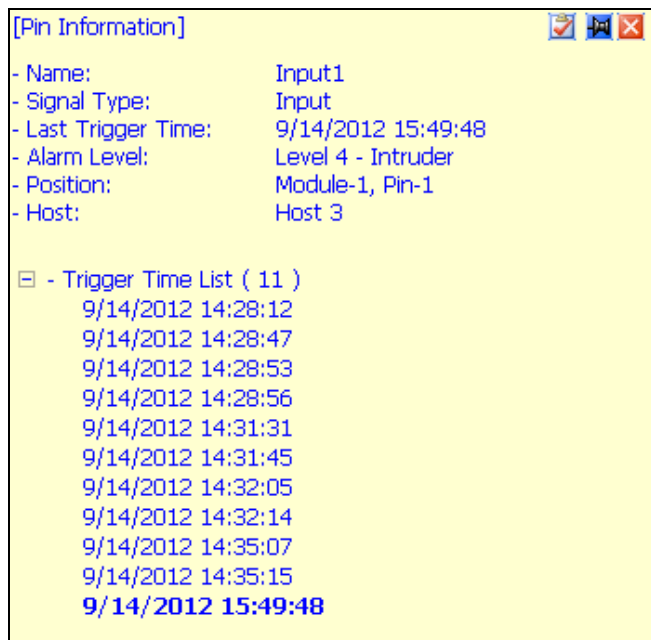 [Pin Information]
- Name: Input1
- Signal Type: Input
- Last Trigger Time: 9/14/2012 15:49:48
- Alarm Level: Level 4 - Intruder
- Position: Module-1, Pin-1
- Host: Host 3
- Trigger Time List ( 11 )
9/14/2012 14:28:12
9/14/2012 14:28:47
9/14/2012 14:28:53
9/14/2012 14:28:56
9/14/2012 14:31:31
9/14/2012 14:31:45
9/14/2012 14:32:05
9/14/2012 14:32:14
9/14/2012 14:35:07
9/14/2012 14:35:15
9/14/2012 15:49:48